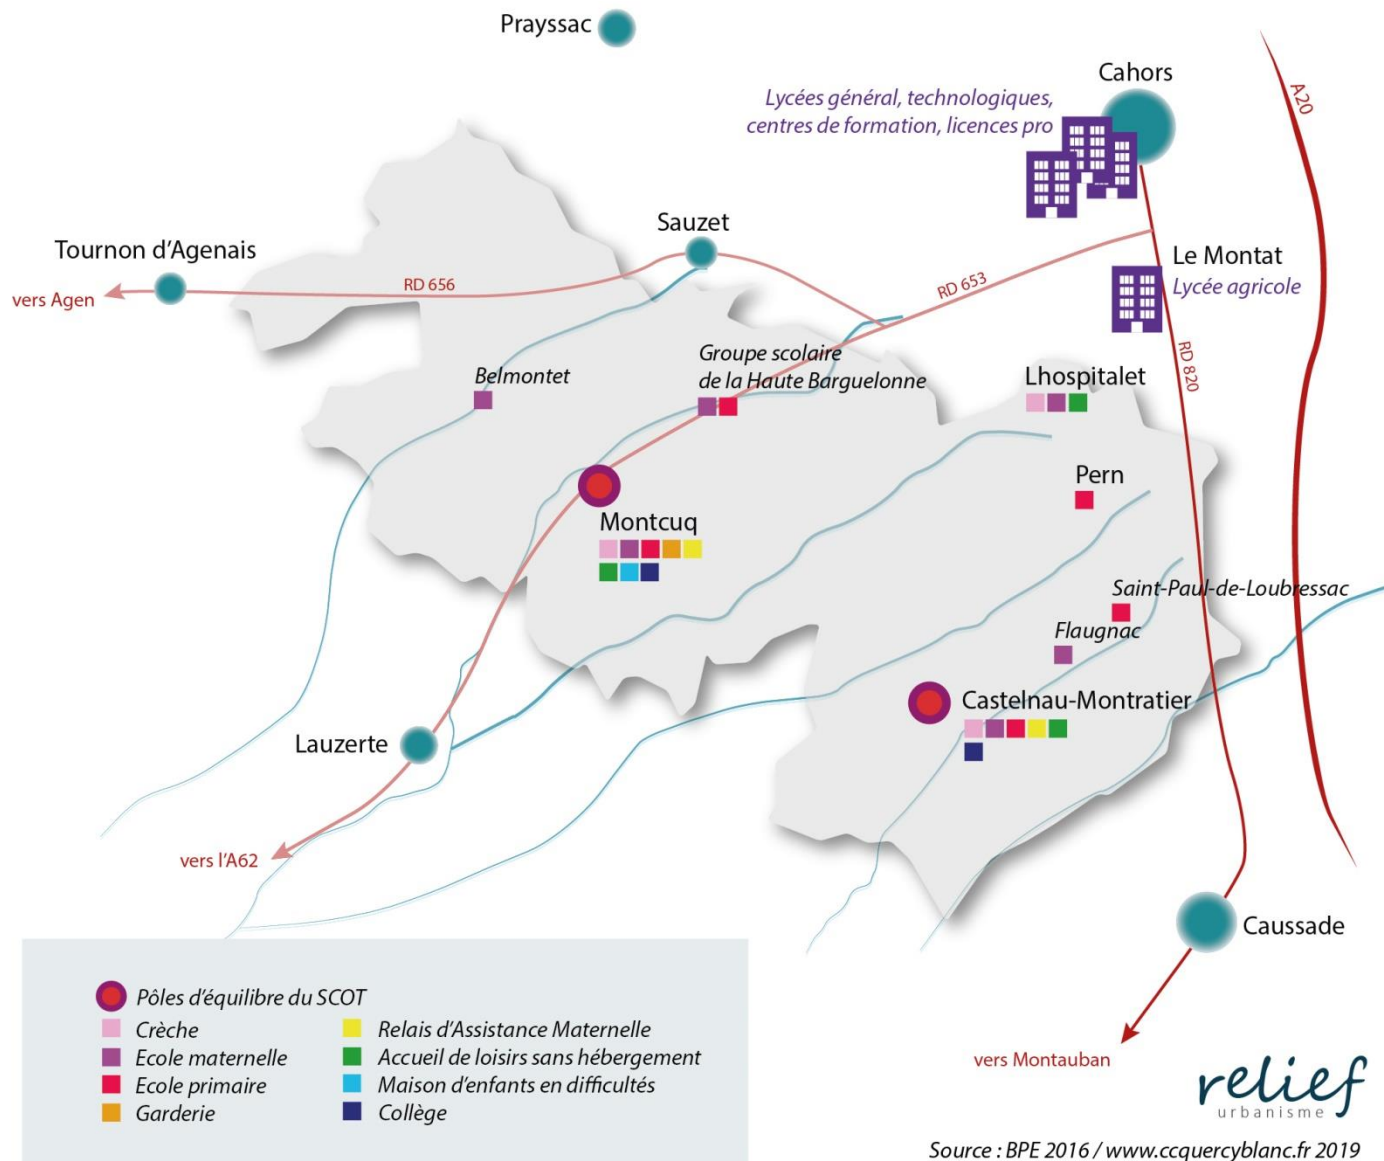 Prayssac
Cahors
Lycées général, technologiques,
centres de formation, licences pro
A20
Sauzet
Tournon d'Agenais
vers Agen
RD 656
RD 653
Le Montat
Lycée agricole
RD 820
Groupe scolaire
de la Haute Barguelonne
Belmontet
Lhospitalet
Pern
Montcuq
Saint-Paul-de-Loubressac
Flaugnac
Castelnau-Montratier
Lauzerte
vers l'A62
Caussade
vers Montauban
Pôles d'équilibre du SCOT
Crèche
Ecole maternelle
Ecole primaire
Garderie
Relais d'Assistance Maternelle
Accueil de loisirs sans hébergement
Maison d'enfants en difficultés
Collège
relief
urbanisme
Source : BPE 2016 / www.ccquercyblanc.fr 2019